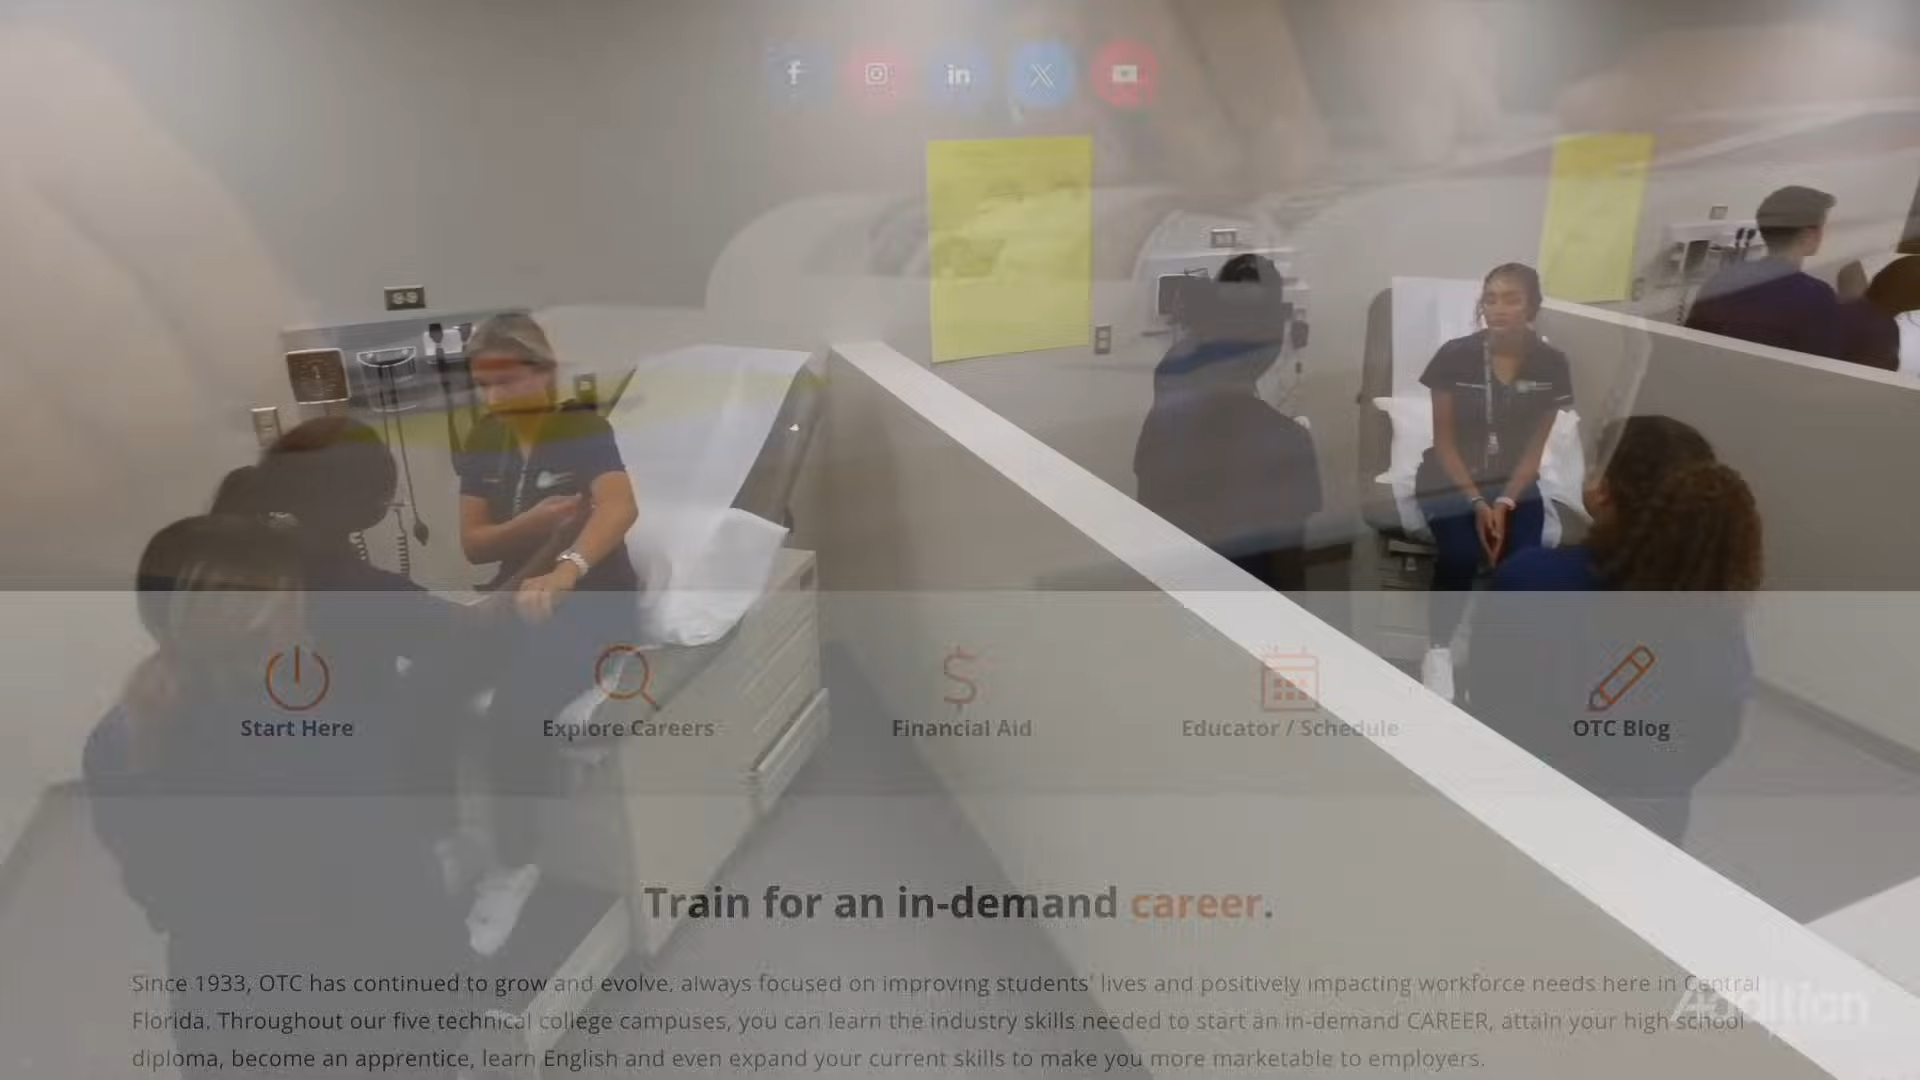 Start Here
Explore Careers
Financial Aid
Educator / Schedule
OTC Blog
Train for an in-demand career.
Since 1933, OTC has continued to grow and evolve, always focused on improving students' lives and positively impacting workforce needs here in Central
Florida. Throughout our five technical college campuses, you can learn the industry skills needed to start an in-demand CAREER, attain your high school
diploma, become an apprentice, learn English and even expand your current skills to make you more marketable to employers.
Addition